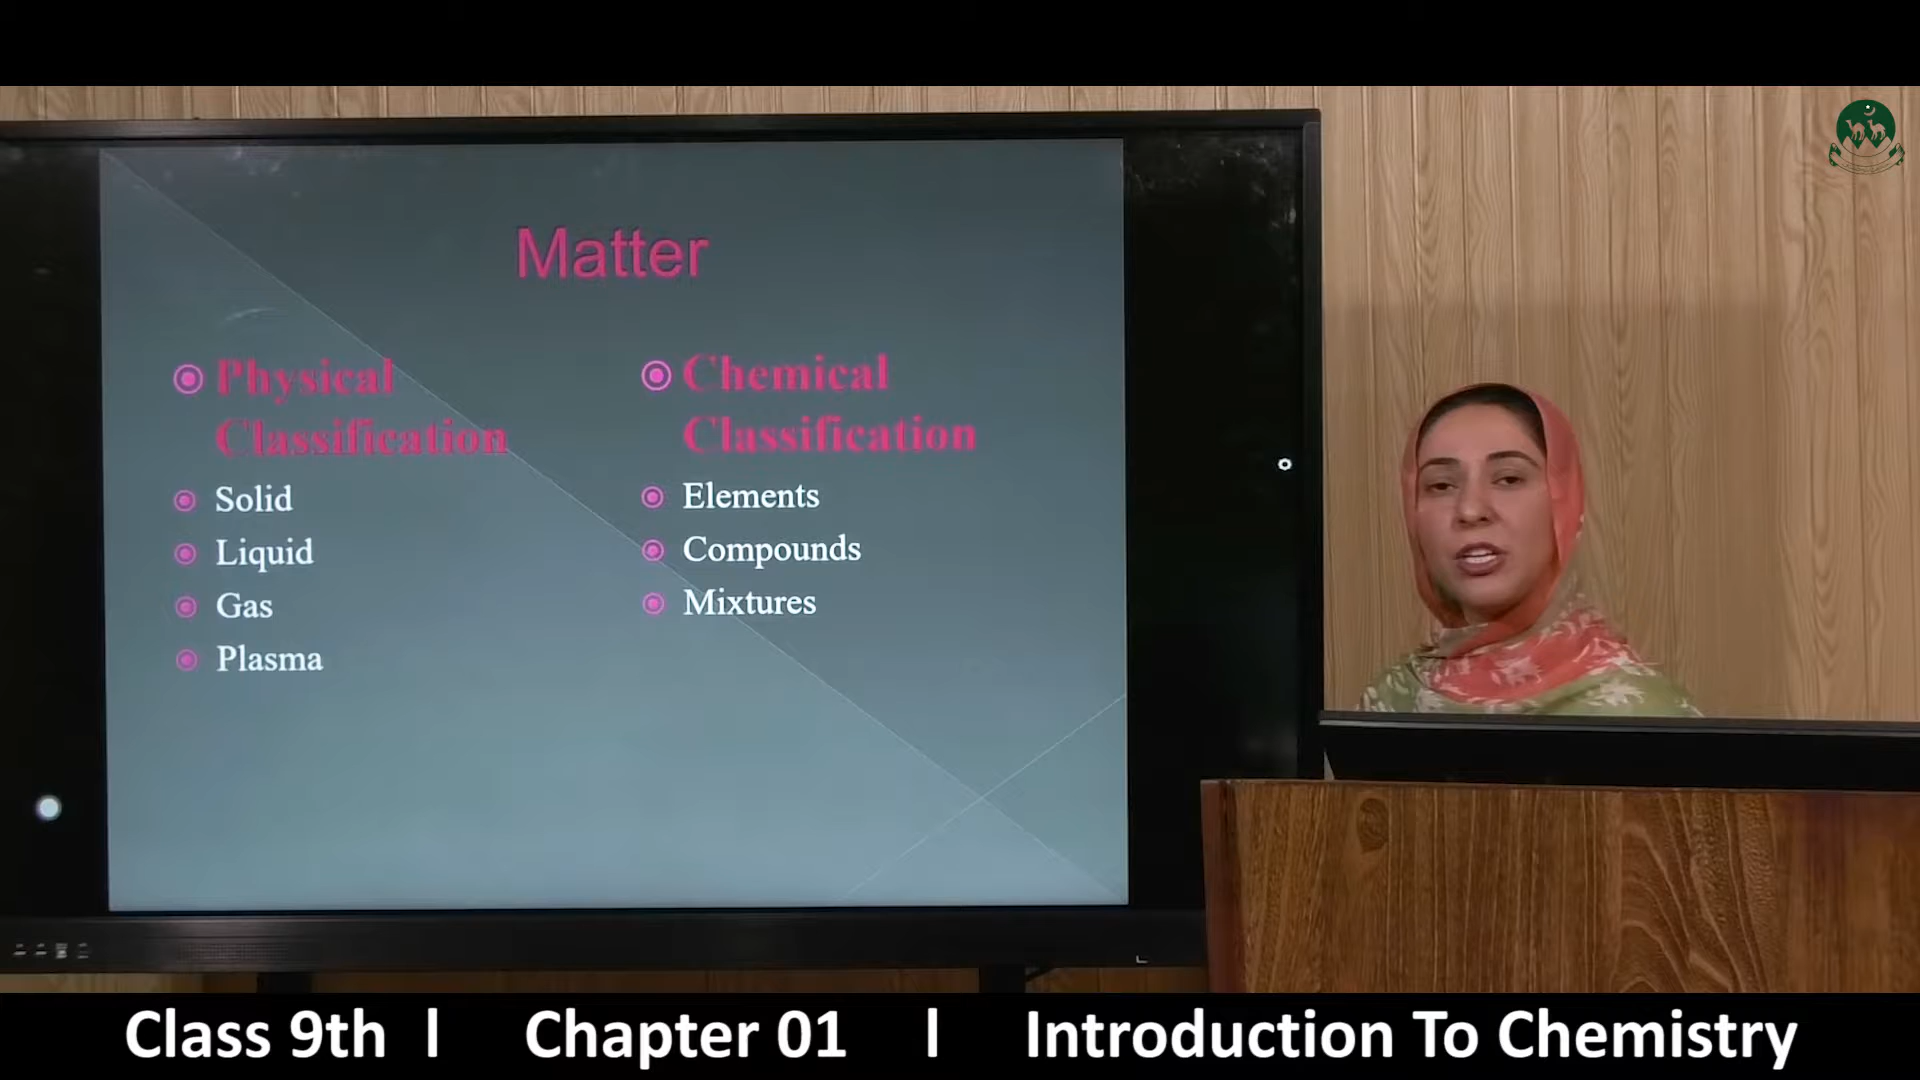 Matter
Physical
Classification
Solid
Liquid
Gas
Plasma
Chemical
Classification
Elements
Compounds
Mixtures
Class 9th l Chapter 01 l Introduction To Chemistry